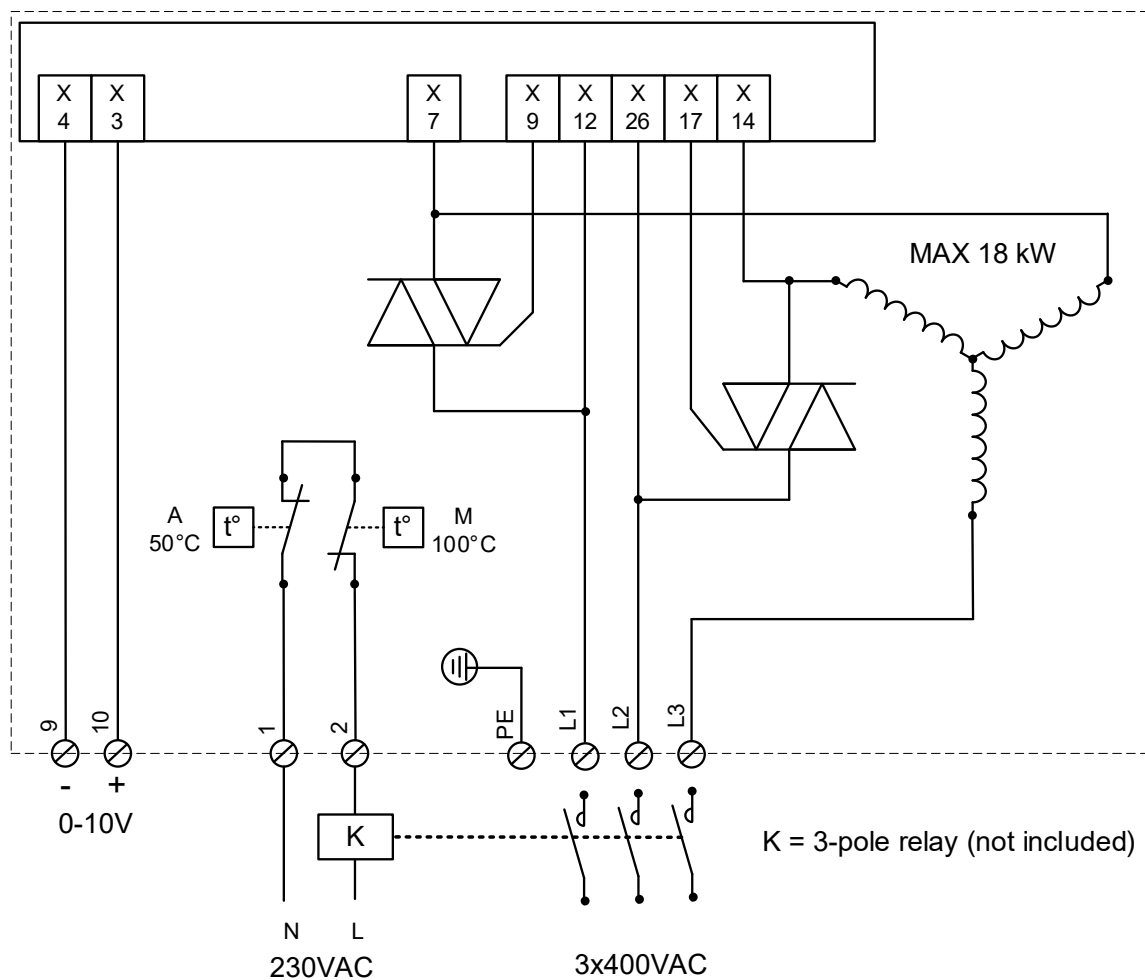 X X X X X X X X
4 3 7 9 12 26 17 14
MAX 18 kW
A
50°C
t°
t°
M
100°C
9
10
1
2
PE
L1
L2
L3
- +
0-10V
K
K = 3-pole relay (not included)
N L
230VAC
3x400VAC